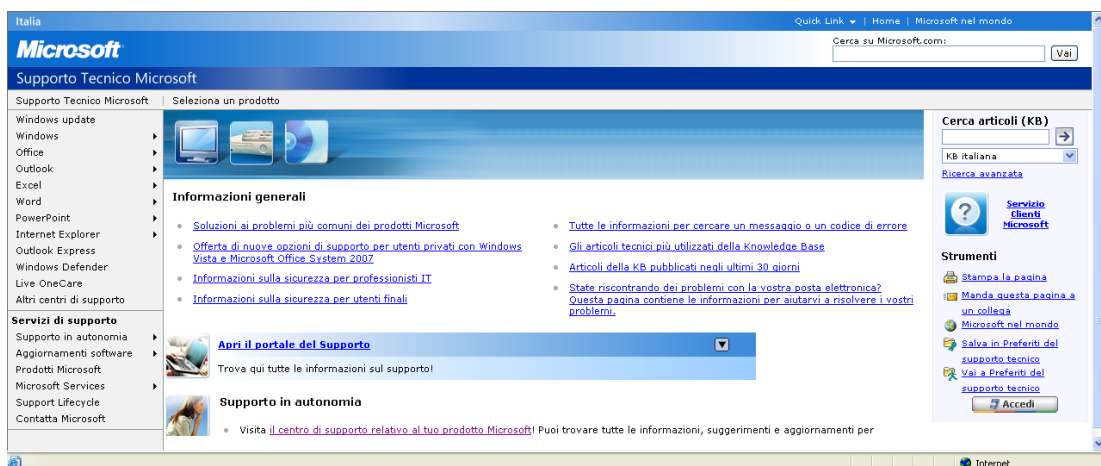 Italia
Quick Link | Home | Microsoft nel mondo
Microsoft
Cerca su Microsoft.com:
Vai
Supporto Tecnico Microsoft
Supporto Tecnico Microsoft | Seleziona un prodotto
Windows update
Windows
Office
Outlook
Excel
Word
PowerPoint
Internet Explorer
Outlook Express
Windows Defender
Live OneCare
Altri centri di supporto
Servizi di supporto
Supporto in autonomia
Aggiornamenti software
Prodotti Microsoft
Microsoft Services
Support Lifecycle
Contatta Microsoft
Informazioni generali
Soluzioni ai problemi più comuni dei prodotti Microsoft
Offerta di nuove opzioni di supporto per utenti privati con Windows
Vista e Microsoft Office System 2007
Informazioni sulla sicurezza per professionisti IT
Informazioni sulla sicurezza per utenti finali
Tutte le informazioni per cercare un messaggio o un codice di errore
Gli articoli tecnici più utilizzati della Knowledge Base
Articoli della KB pubblicati negli ultimi 30 giorni
State riscontrando dei problemi con la vostra posta elettronica?
Questa pagina contiene le informazioni per aiutarvi a risolvere i vostri
problemi.
Apri il portale del Supporto
Trova qui tutte le informazioni sul supporto!
Supporto in autonomia
Visita il centro di supporto relativo al tuo prodotto Microsoft! Puoi trovare tutte le informazioni, suggerimenti e aggiornamenti per
Cerca articoli (KB)
KB italiana
Ricerca avanzata
Servizio
Clienti
Microsoft
Strumenti
Stampa la pagina
Manda questa pagina a
un collega
Microsoft nel mondo
Salva in Preferiti del
supporto tecnico
Vai a Preferiti del
supporto tecnico
Accedi
Internet